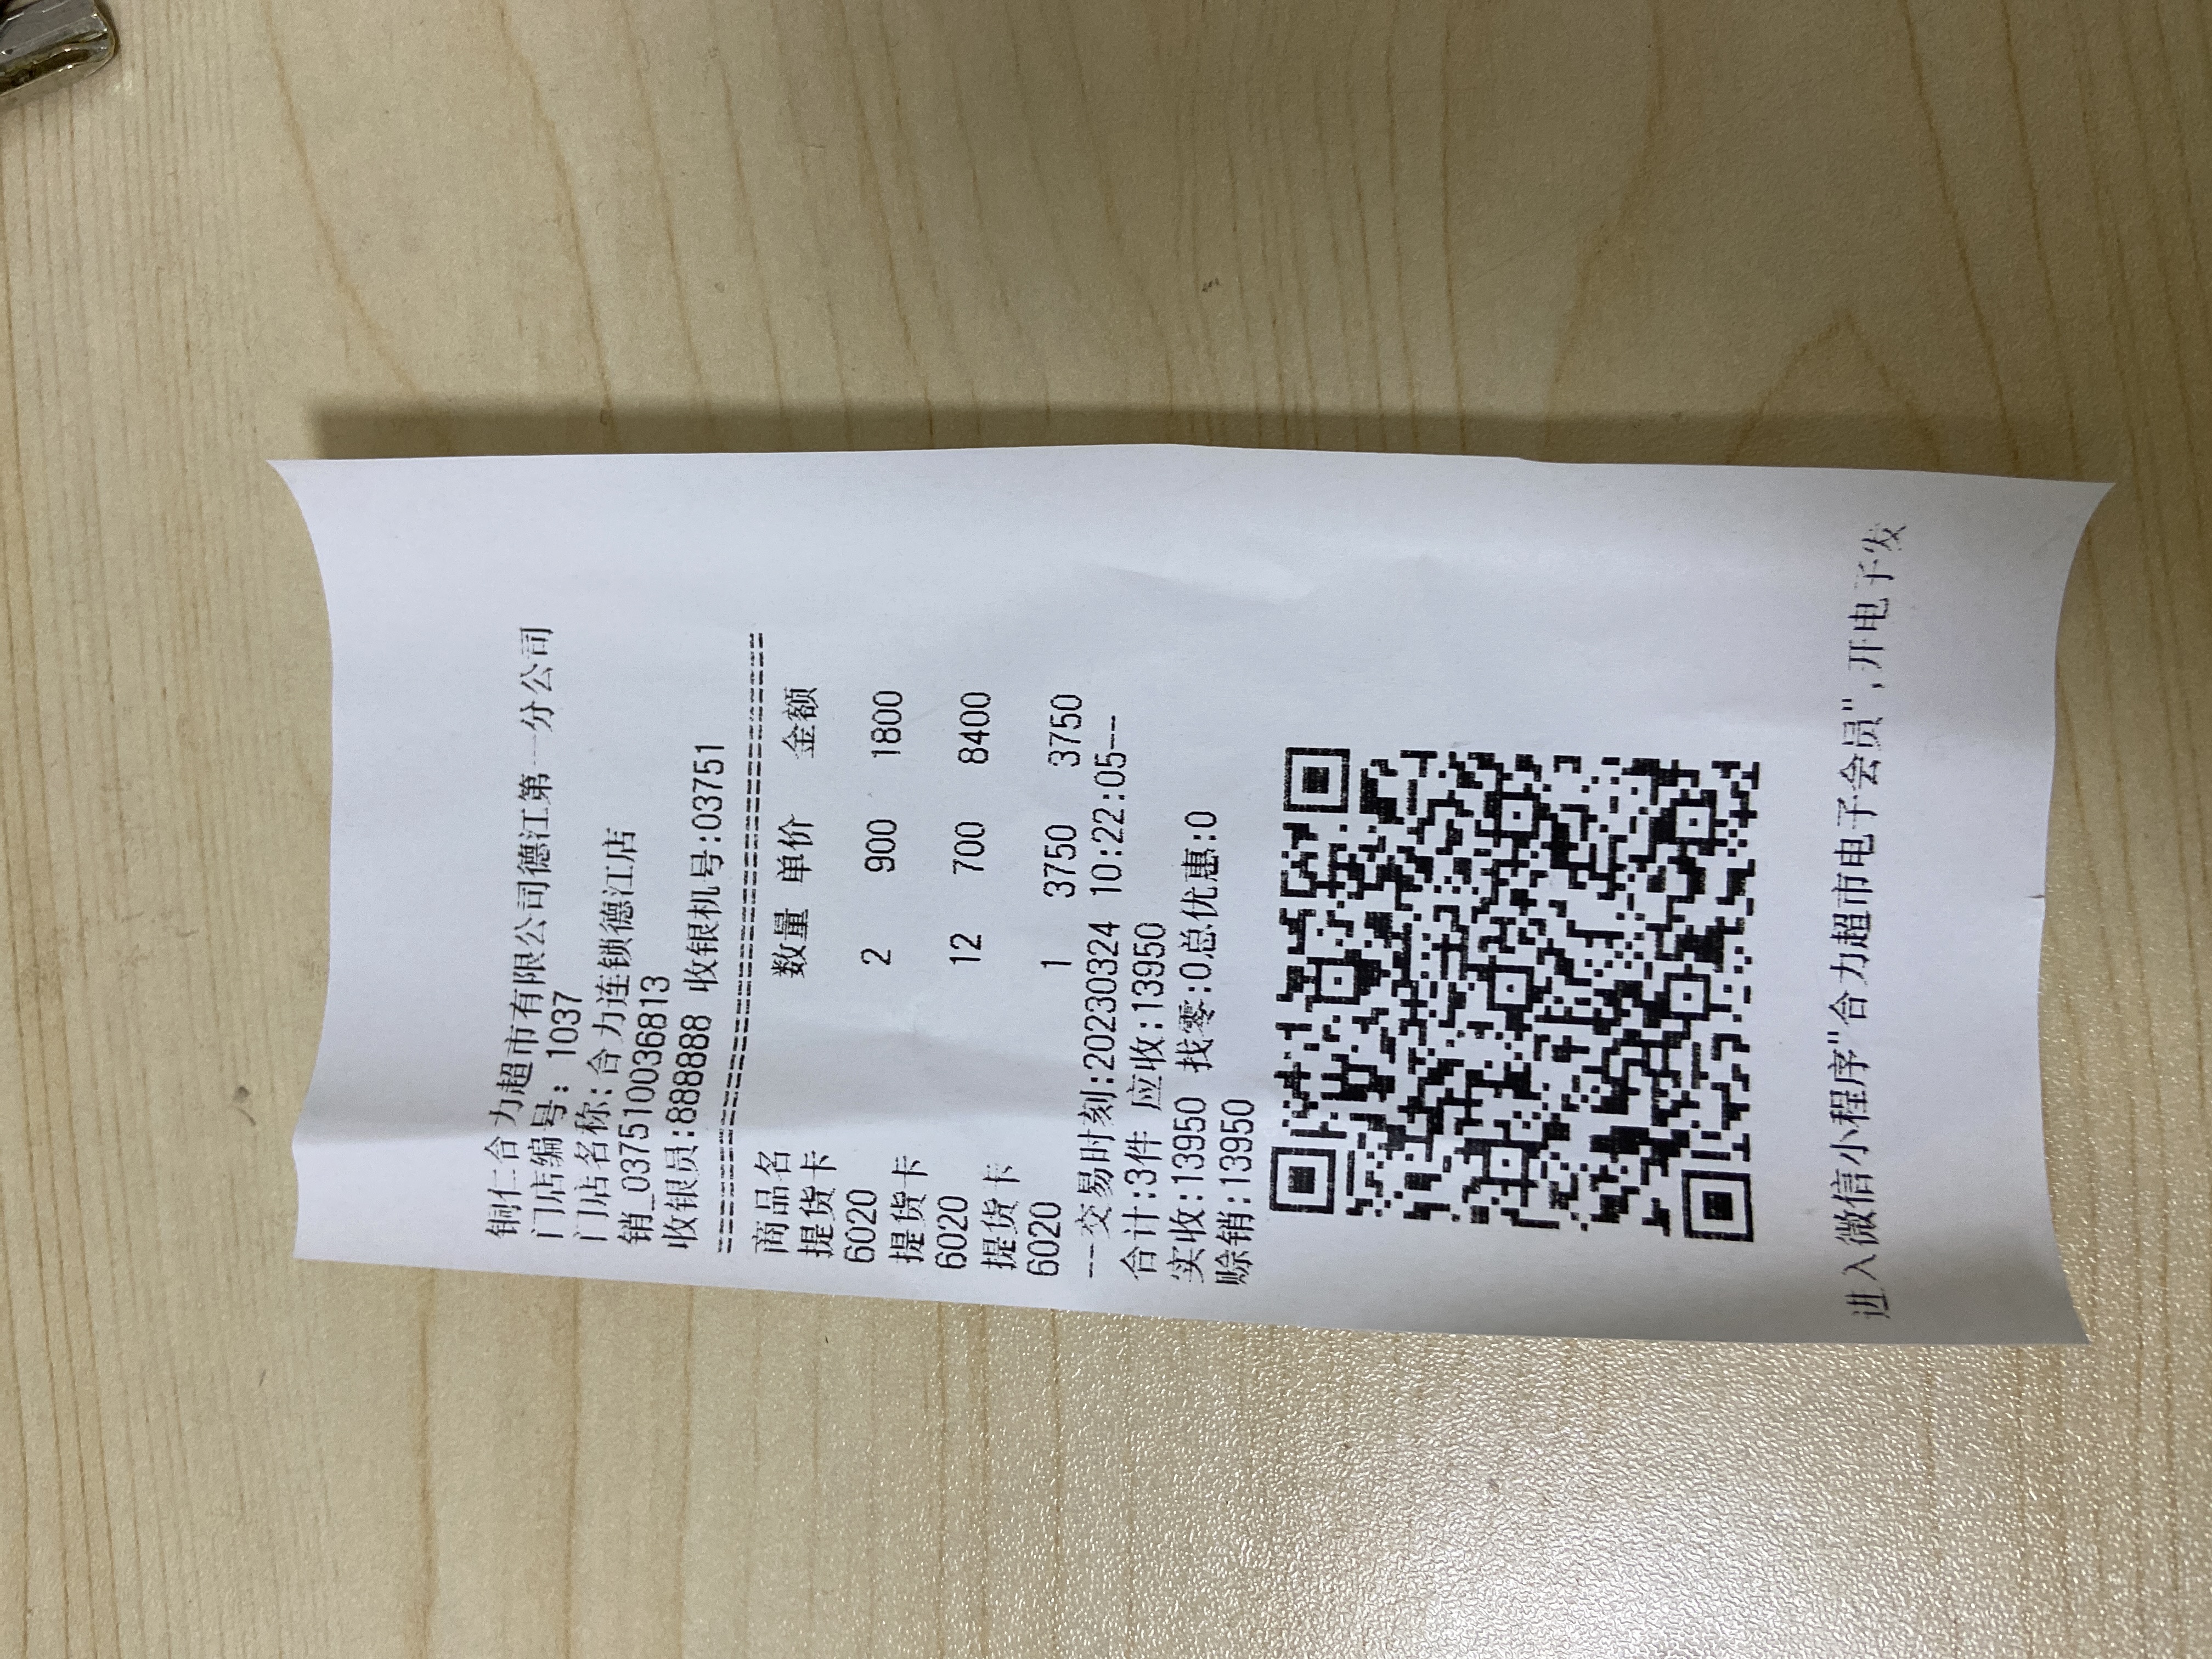 铜仁合力超市有限公司德江第一分公司
门店编号: 1037
门店名称:合力连锁德江店
销_0375100368​13
收银员:888888 收银机号:03751
商品名 数量 单价 金额
提货卡
6020 2 900 1800
提货卡
6020 12 700 8400
提货卡
6020 1 3750 3750
--交易时刻:20230324 10:22:05--
合计:3件 应收:13950
实收:13950 找零:0总优惠:0
赊销:13950
进入微信小程序"合力超市电子会员",开电子发